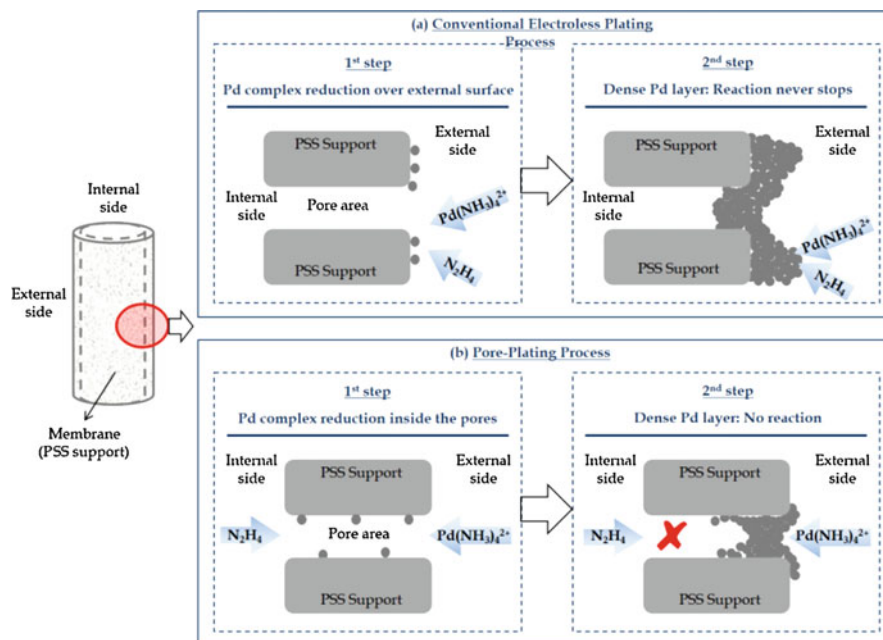 (a) Conventional Electroless Plating
Process
1st step
Pd complex reduction over external surface
PSS Support
External
side
Internal
side
Pore area
Pd(NH3)4 2+
N2H4
PSS Support
2nd step
Dense Pd layer: Reaction never stops
PSS Support
External
side
Internal
side
Pd(NH3)4 2+
N2H4
PSS Support
Internal
side
External
side
Membrane
(PSS support)
(b) Pore-Plating Process
1st step
Pd complex reduction inside the pores
Internal
side
PSS Support
External
side
N2H4
Pore area
Pd(NH3)4 2+
PSS Support
2nd step
Dense Pd layer: No reaction
Internal
side
PSS Support
External
side
N2H4
Pd(NH3)4 2+
PSS Support